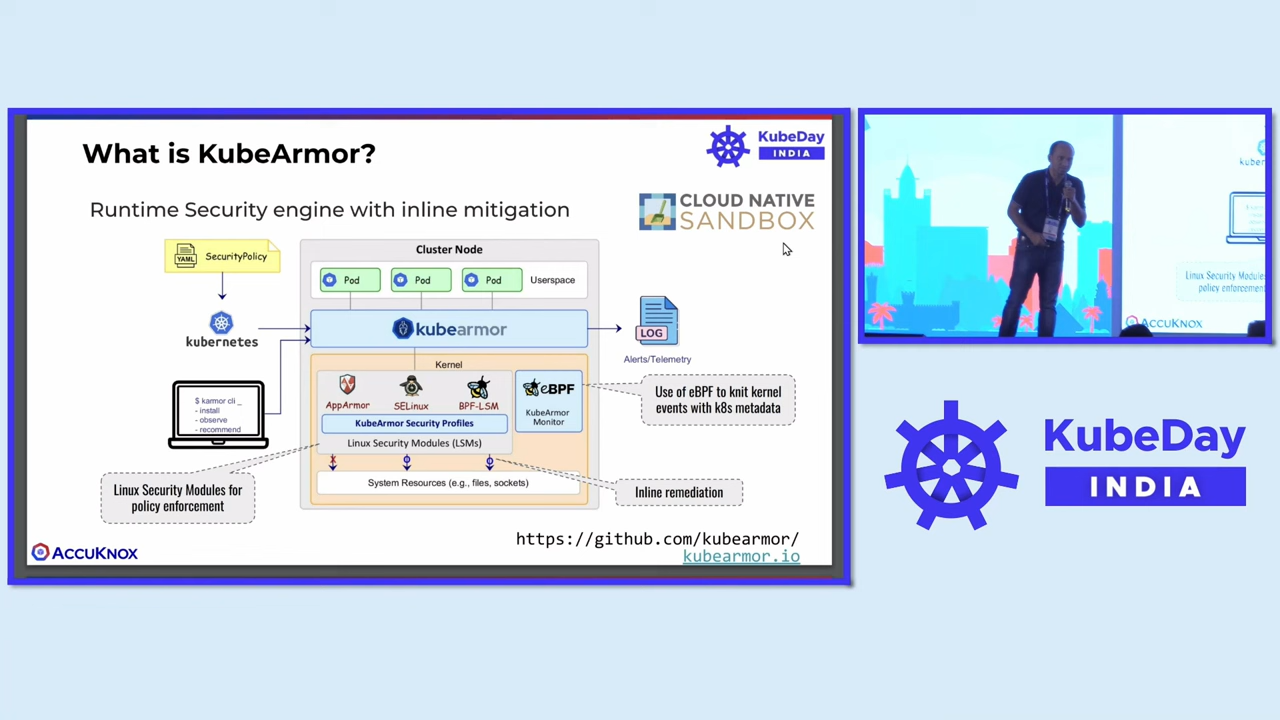 What is KubeArmor?
KubeDay
INDIA
Runtime Security engine with inline mitigation
CLOUD NATIVE
SANDBOX
YAML
SecurityPolicy
kubernetes
$ karmor cli _
- install
- observe
- recommend
Cluster Node
Pod
Pod
Pod
Userspace
kubearmor
LOG
Alerts/Telemetry
Kernel
AppArmor
SELinux
BPF-LSM
eBPF
KubeArmor
Monitor
KubeArmor Security Profiles
Linux Security Modules (LSMs)
System Resources (e.g., files, sockets)
Use of eBPF to knit kernel
events with k8s metadata
Linux Security Modules for
policy enforcement
Inline remediation
https://github.com/kubearmor/
kubearmor.io
ACCUKNOX
Linux Security Modules
policy enforcement
ACCUKNOX
KubeDay
INDIA